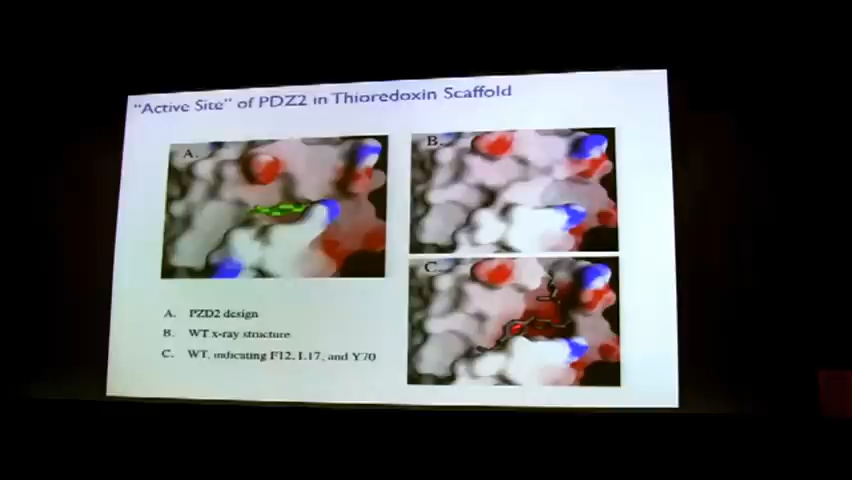 "Active Site" of PDZ2 in Thioredoxin Scaffold
A.
B.
C.
A. PZD2 design
B. WT x-ray structure
C. WT, indicating F12, L17, and Y70